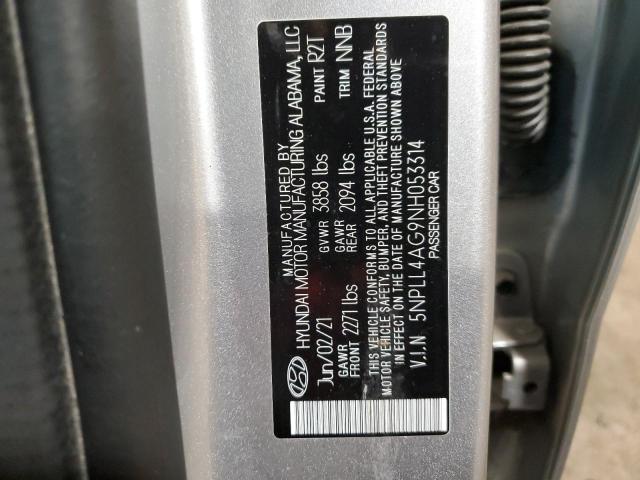 MANUFACTURED BY
HYUNDAI MOTOR MANUFACTURING ALABAMA, LLC
Jun/02/21 GVWR 3858 lbs PAINT R2T
GAWR FRONT 2271 lbs GAWR REAR 2094 lbs TRIM NNB
THIS VEHICLE CONFORMS TO ALL APPLICABLE U.S.A. FEDERAL
MOTOR VEHICLE SAFETY, BUMPER, AND THEFT PREVENTION STANDARDS
IN EFFECT ON THE DATE OF MANUFACTURE SHOWN ABOVE
V.I.N 5NPLL4AG9NH053314
PASSENGER CAR